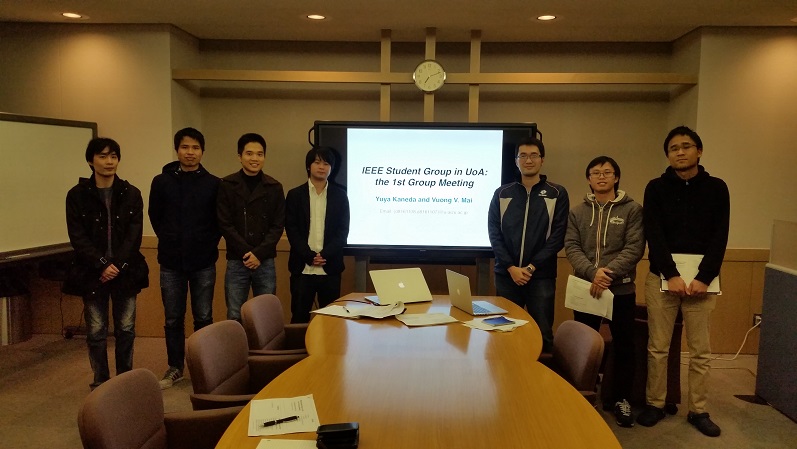 IEEE Student Group in UoA:
the 1st Group Meeting
Yuya Kaneda and Vuong V. Mai